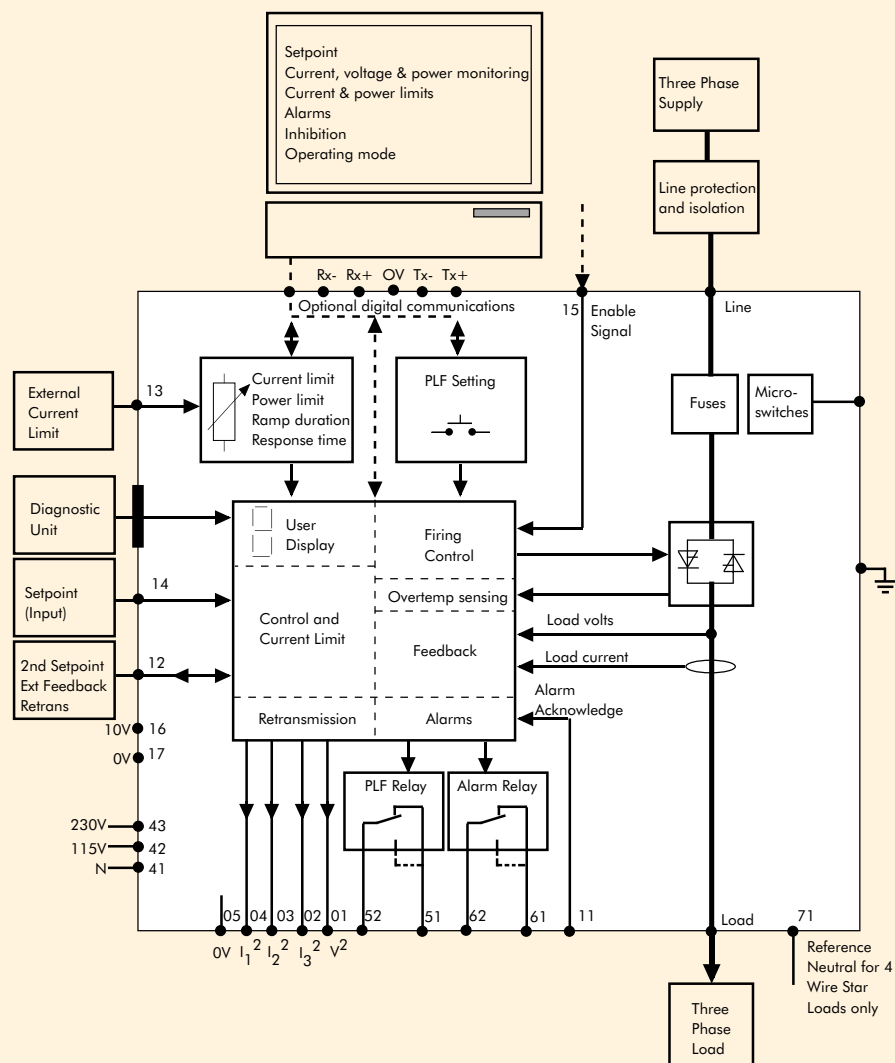 Setpoint
Current, voltage & power monitoring
Current & power limits
Alarms
Inhibition
Operating mode
Three Phase
Supply
Line protection
and isolation
Rx- Rx+ OV Tx- Tx+
Optional digital communications
15 Enable
Signal
Line
External
Current
Limit
13
Current limit
Power limit
Ramp duration
Response time
PLF Setting
Fuses
Micro-
switches
Diagnostic
Unit
User
Display
Firing
Control
Setpoint
(Input)
14
Control and
Current Limit
Overtemp sensing
Load volts
Feedback
Load current
2nd Setpoint
Ext Feedback
Retrans
12
Retransmission
Alarms
Alarm
Acknowledge
10V 16
0V 17
PLF Relay
Alarm Relay
230V 43
115V 42
N 41
05 04 03 02 01 52 51 62 61 11
Load
71
0V I₁² I₂² I₃² V²
Reference
Neutral for 4
Wire Star
Loads only
Three
Phase
Load